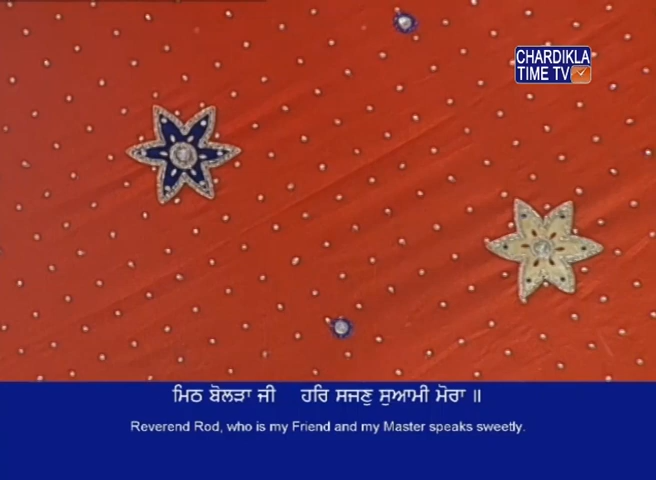 CHARDIKLA
TIME TV
ਮਿਠ ਬੋਲੜਾ ਜੀ ਹਰਿ ਸਜਣੁ ਸੁਆਮੀ ਮੋਰਾ ॥
Reverend Rod, who is my Friend and my Master speaks sweetly.